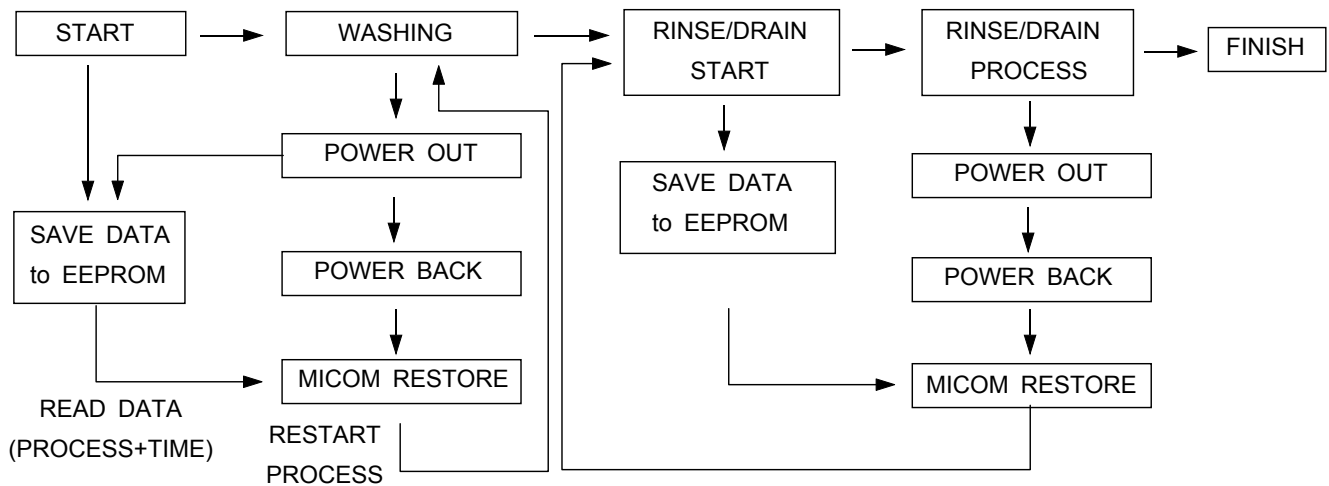 START
WASHING
RINSE/DRAIN
START
RINSE/DRAIN
PROCESS
FINISH
POWER OUT
SAVE DATA
to EEPROM
POWER BACK
MICOM RESTORE
READ DATA
(PROCESS+TIME)
RESTART
PROCESS
SAVE DATA
to EEPROM
POWER OUT
POWER BACK
MICOM RESTORE